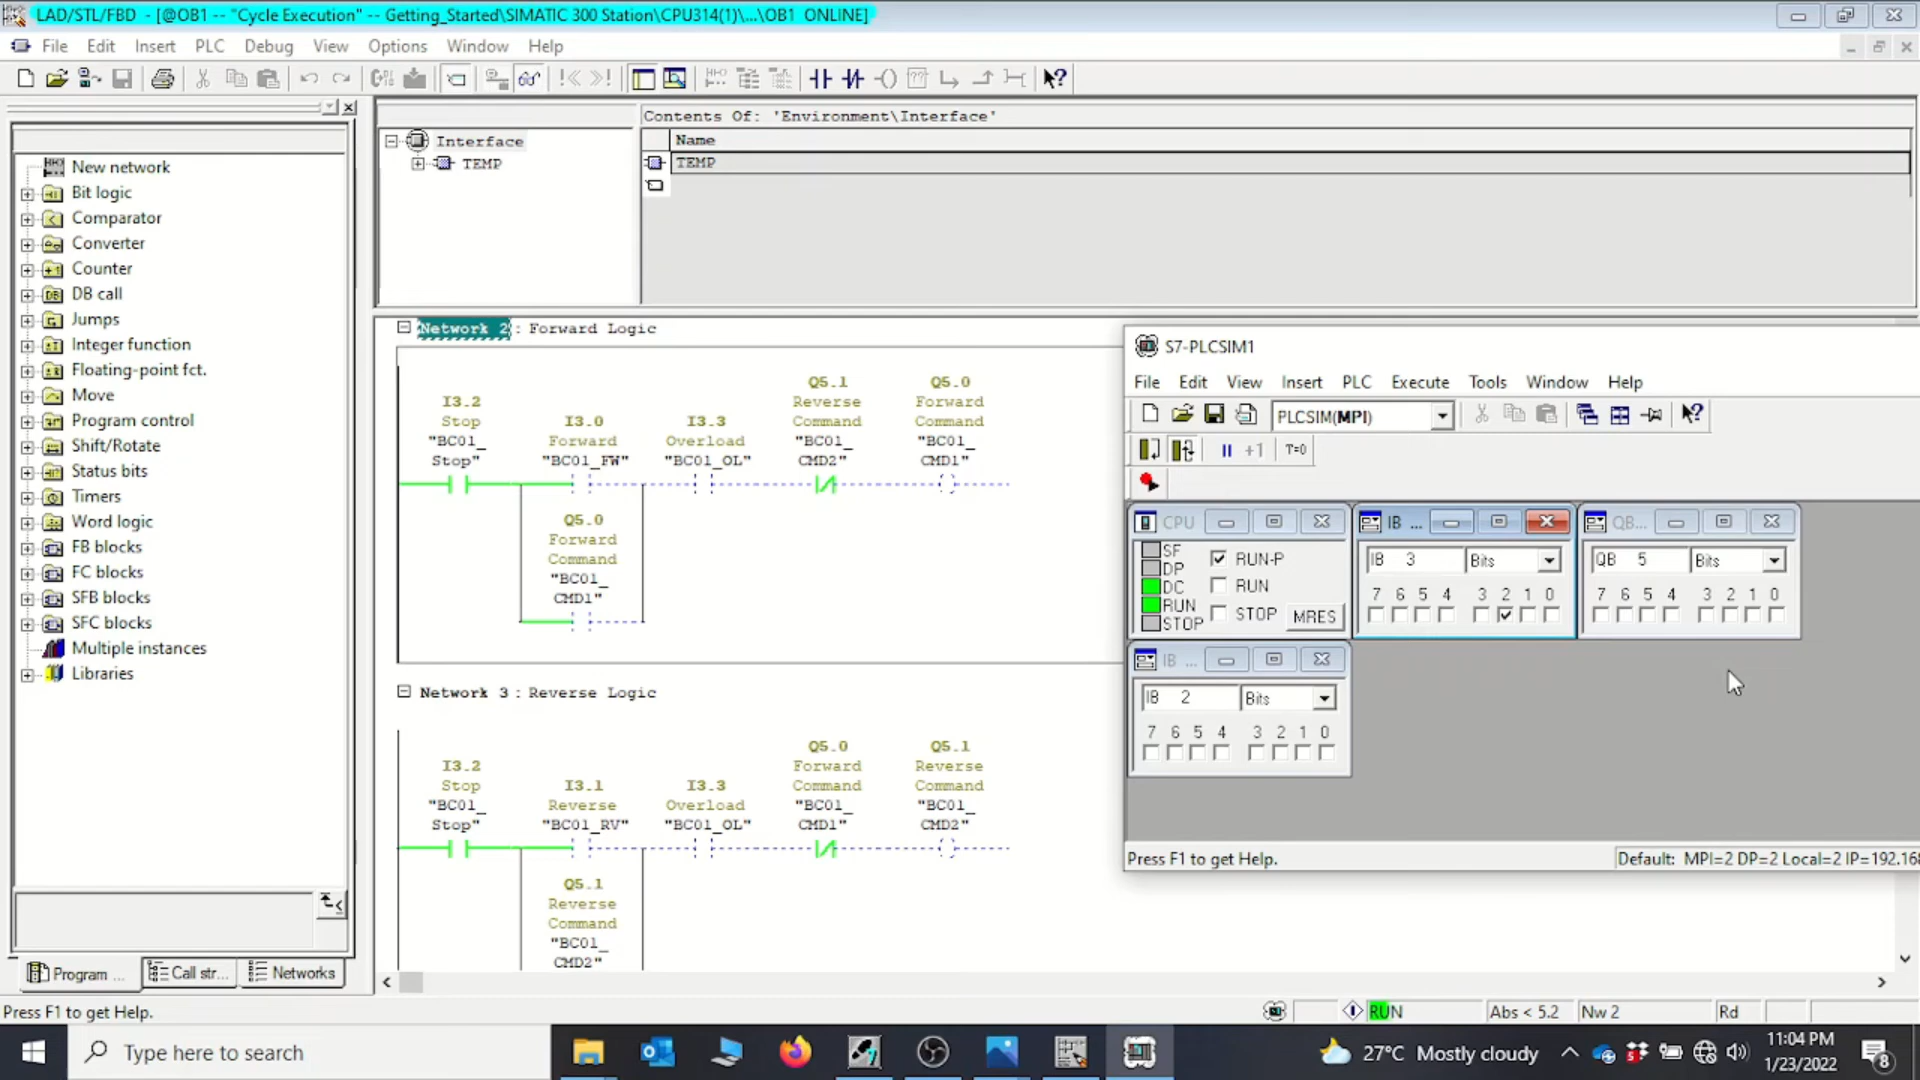 LAD/STL/FBD - [@OB1 -- "Cycle Execution" -- Getting_Started\SIMATIC 300 Station\CPU314(1)\...\OB1 ONLINE]
File Edit Insert PLC Debug View Options Window Help
New network
Bit logic
Comparator
Converter
Counter
DB call
Jumps
Integer function
Floating-point fct.
Move
Program control
Shift/Rotate
Status bits
Timers
Word logic
FB blocks
FC blocks
SFB blocks
SFC blocks
Multiple instances
Libraries
Program ... Call str... Networks
Interface
TEMP
Contents Of: 'Environment\Interface'
Name
TEMP
Network 2 : Forward Logic
I3.2
Stop
"BC01_
Stop"
I3.0
Forward
"BC01_FW"
I3.3
Overload
"BC01_OL"
Q5.1
Reverse
Command
"BC01_
CMD2"
Q5.0
Forward
Command
"BC01_
CMD1"
Q5.0
Forward
Command
"BC01_
CMD1"
Network 3 : Reverse Logic
I3.2
Stop
"BC01_
Stop"
I3.1
Reverse
"BC01_RV"
I3.3
Overload
"BC01_OL"
Q5.0
Forward
Command
"BC01_
CMD1"
Q5.1
Reverse
Command
"BC01_
CMD2"
Q5.1
Reverse
Command
"BC01_
CMD2"
S7-PLCSIM1
File Edit View Insert PLC Execute Tools Window Help
PLCSIM(MPI)
+1 T=0
CPU
SF
DP
DC
RUN
STOP
RUN-P
RUN
STOP
MRES
IB ...
IB 3 Bits
7 6 5 4 3 2 1 0
QB...
QB 5 Bits
7 6 5 4 3 2 1 0
IB ...
IB 2 Bits
7 6 5 4 3 2 1 0
Press F1 to get Help.
Default: MPI=2 DP=2 Local=2 IP=192.168
Press F1 to get Help.
RUN
Abs < 5.2
Nw 2
Rd
Type here to search
27°C Mostly cloudy
11:04 PM
1/23/2022
8